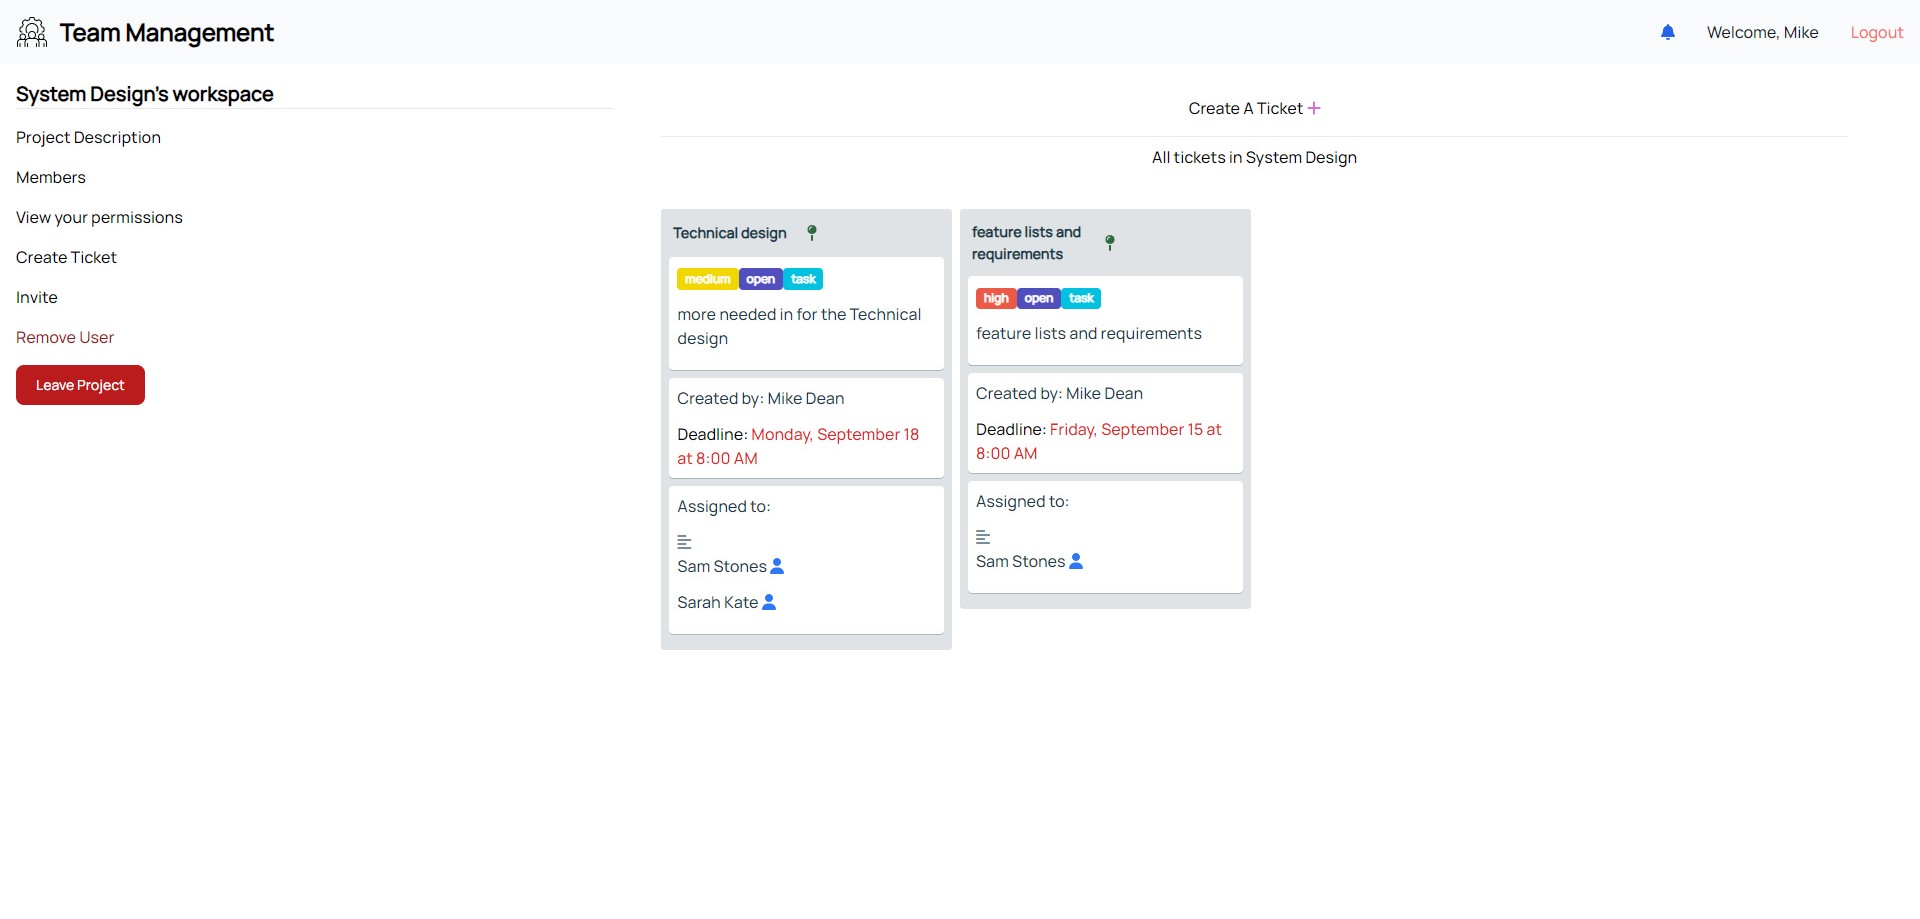 Team Management
Welcome, Mike
Logout
System Design's workspace
Project Description
Members
View your permissions
Create Ticket
Invite
Remove User
Leave Project
Create A Ticket +
All tickets in System Design
Technical design
medium open task
more needed in for the Technical
design
Created by: Mike Dean
Deadline: Monday, September 18
at 8:00 AM
Assigned to:
Sam Stones
Sarah Kate
feature lists and
requirements
high open task
feature lists and requirements
Created by: Mike Dean
Deadline: Friday, September 15 at
8:00 AM
Assigned to:
Sam Stones